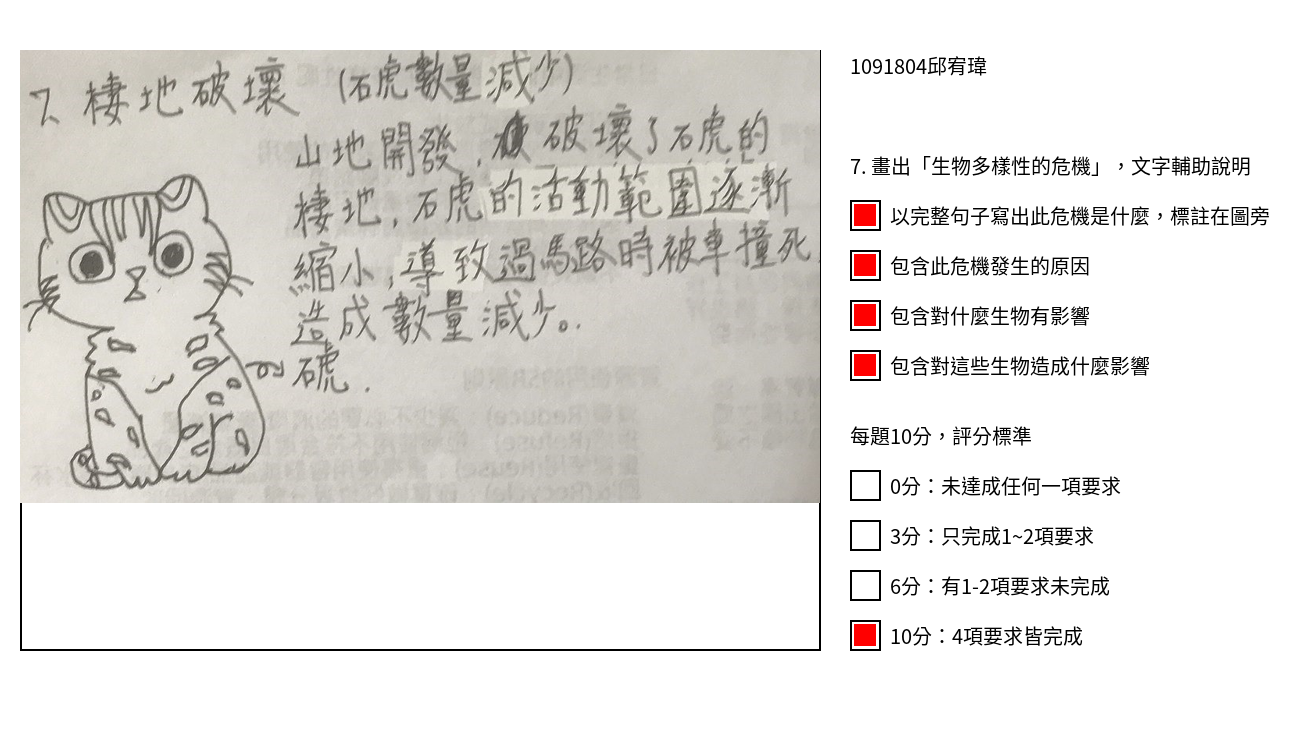 7. 棲地破壞 (石虎數量減少)
山地開發,破壞了石虎的
棲地,石虎的活動範圍逐漸
縮小,導致過馬路時被車撞死,
造成數量減少。
石虎.
1091804邱宥瑋
7. 畫出「生物多樣性的危機」,文字輔助說明
以完整句子寫出此危機是什麼,標註在圖旁
包含此危機發生的原因
包含對什麼生物有影響
包含對這些生物造成什麼影響
每題10分,評分標準
0分:未達成任何一項要求
3分:只完成1~2項要求
6分:有1-2項要求未完成
10分:4項要求皆完成